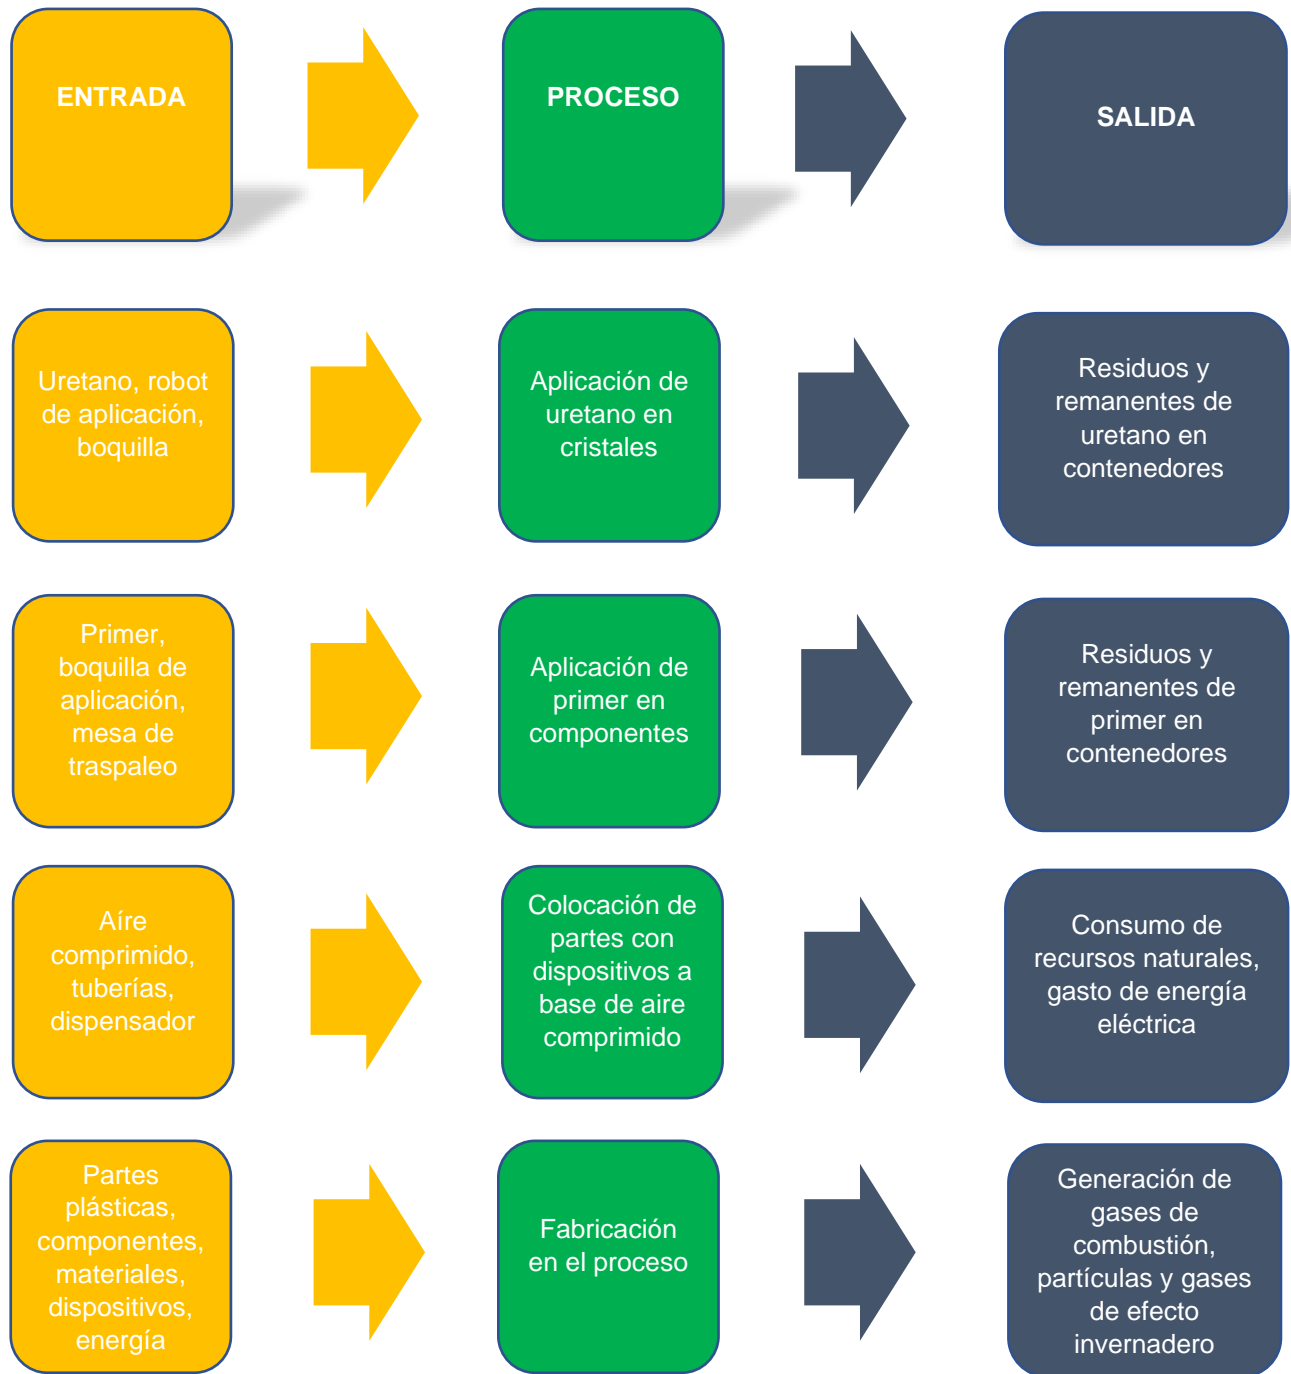 ENTRADA
PROCESO
SALIDA
Uretano, robot
de aplicación,
boquilla
Aplicación de
uretano en
cristales
Residuos y
remanentes de
uretano en
contenedores
Primer,
boquilla de
aplicación,
mesa de
traspaleo
Aplicación de
primer en
componentes
Residuos y
remanentes de
primer en
contenedores
Aíre
comprimido,
tuberías,
dispensador
Colocación de
partes con
dispositivos a
base de aire
comprimido
Consumo de
recursos naturales,
gasto de energía
eléctrica
Partes
plásticas,
componentes,
materiales,
dispositivos,
energía
Fabricación
en el proceso
Generación de
gases de
combustión,
partículas y gases
de efecto
invernadero